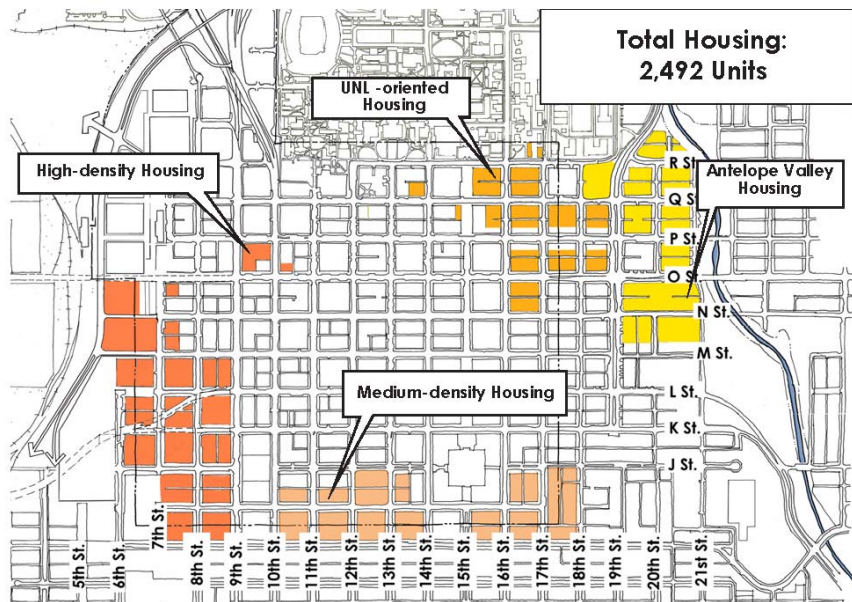 Total Housing:
2,492 Units
UNL -oriented
Housing
High-density Housing
Antelope Valley
Housing
Medium-density Housing
R St
Q St
P St.
O St.
N St.
M St.
L St.
K St.
J St.
5th St.
6th St.
7th St.
8th St.
9th St.
10th St.
11th St.
12th St.
13th St.
14th St.
15th St.
16th St.
17th St.
18th St.
19th St.
20th St.
21st St.